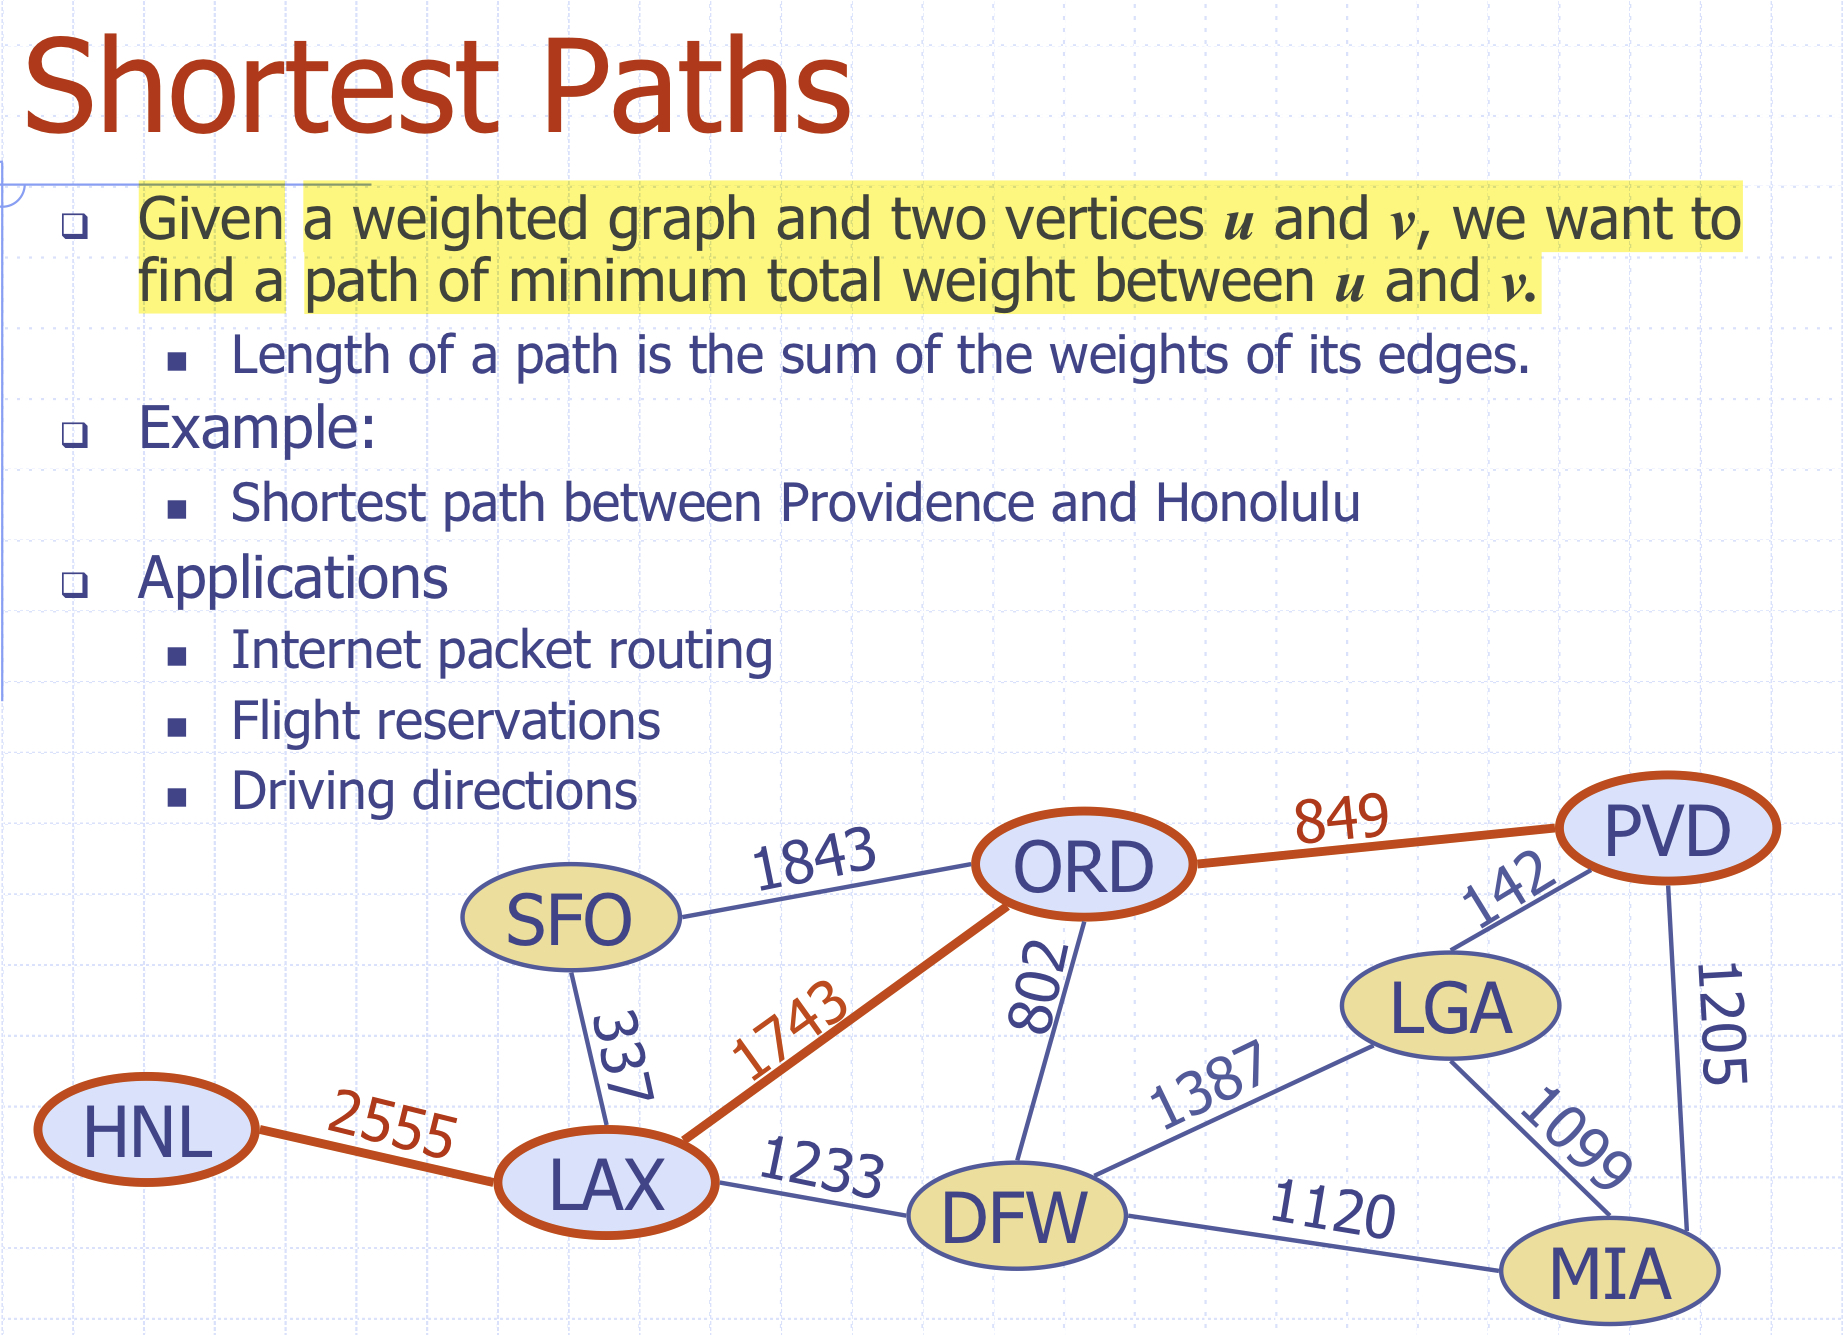 Shortest Paths
❑ Given a weighted graph and two vertices u and v, we want to
find a path of minimum total weight between u and v.
■ Length of a path is the sum of the weights of its edges.
❑ Example:
■ Shortest path between Providence and Honolulu
❑ Applications
■ Internet packet routing
■ Flight reservations
■ Driving directions
849
PVD
1843
ORD
142
SFO
802
LGA
1205
337
1743
1387
HNL
2555
1099
LAX
1233
DFW
1120
MIA